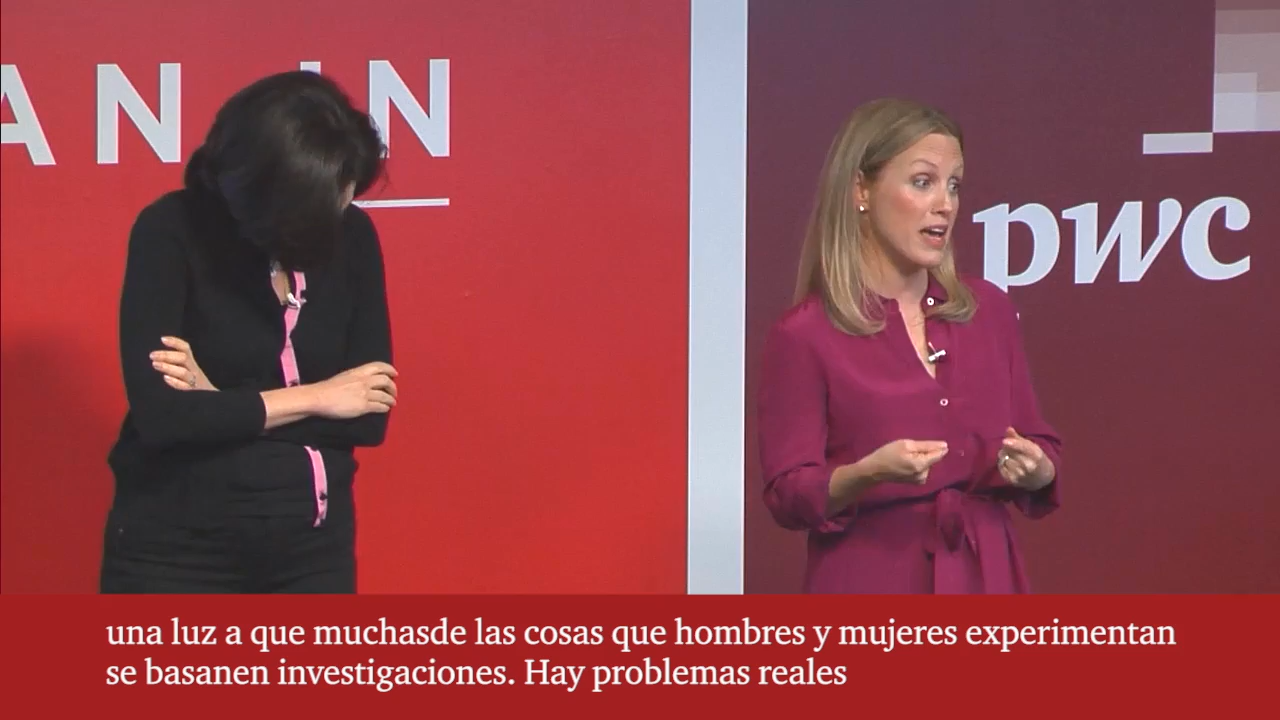 AN IN
pwc
una luz a que muchasde las cosas que hombres y mujeres experimentan
se basanen investigaciones. Hay problemas reales